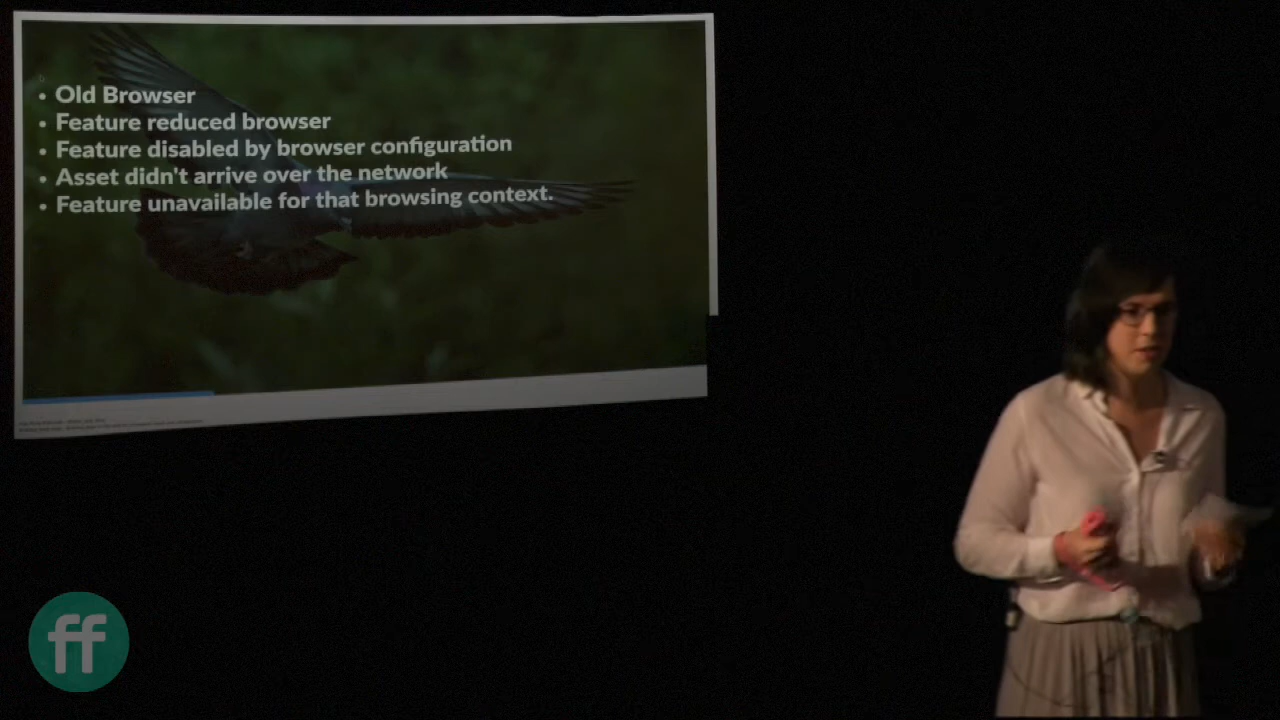 Old Browser
Feature reduced browser
Feature disabled by browser configuration
Asset didn't arrive over the network
Feature unavailable for that browsing context.
ff